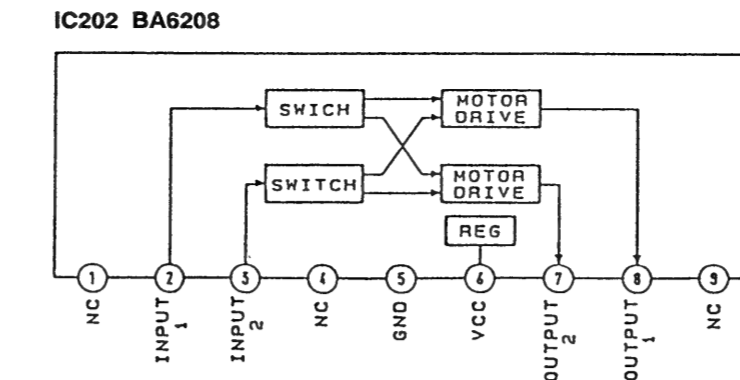 IC202 BA6208
SWICH
MOTOR
DRIVE
SWITCH
MOTOR
DRIVE
REG
1
2
3
4
5
6
7
8
9
NC
INPUT
1
INPUT
2
NC
GND
VCC
OUTPUT
2
OUTPUT
1
NC